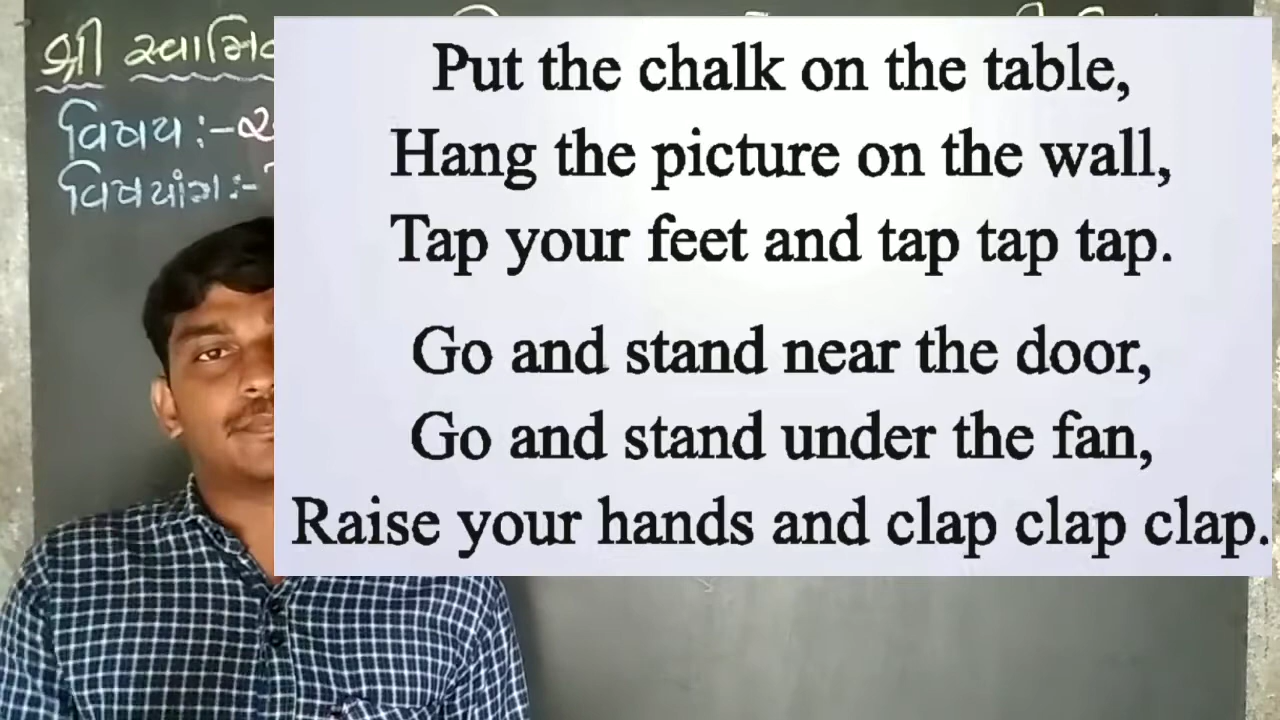 શ્રી સ્વામિ
વિષય :-
વિષયાંગ :-
Put the chalk on the table,
Hang the picture on the wall,
Tap your feet and tap tap tap.
Go and stand near the door,
Go and stand under the fan,
Raise your hands and clap clap clap.